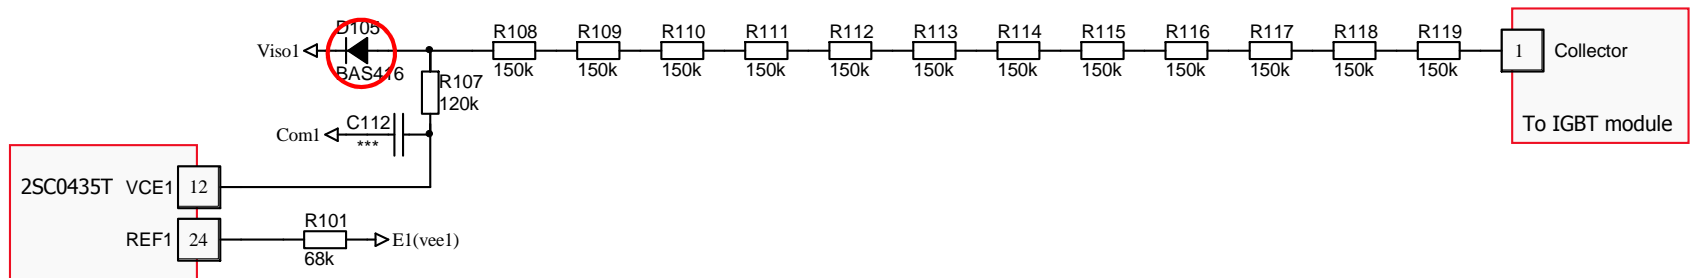 D105
Viso1
BAS416
R108 R109 R110 R111 R112 R113 R114 R115 R116 R117 R118 R119
150k 150k 150k 150k 150k 150k 150k 150k 150k 150k 150k 150k
1 Collector
To IGBT module
R107
120k
Com1
C112
***
2SC0435T VCE1 12
REF1 24
R101
68k
E1(vee1)